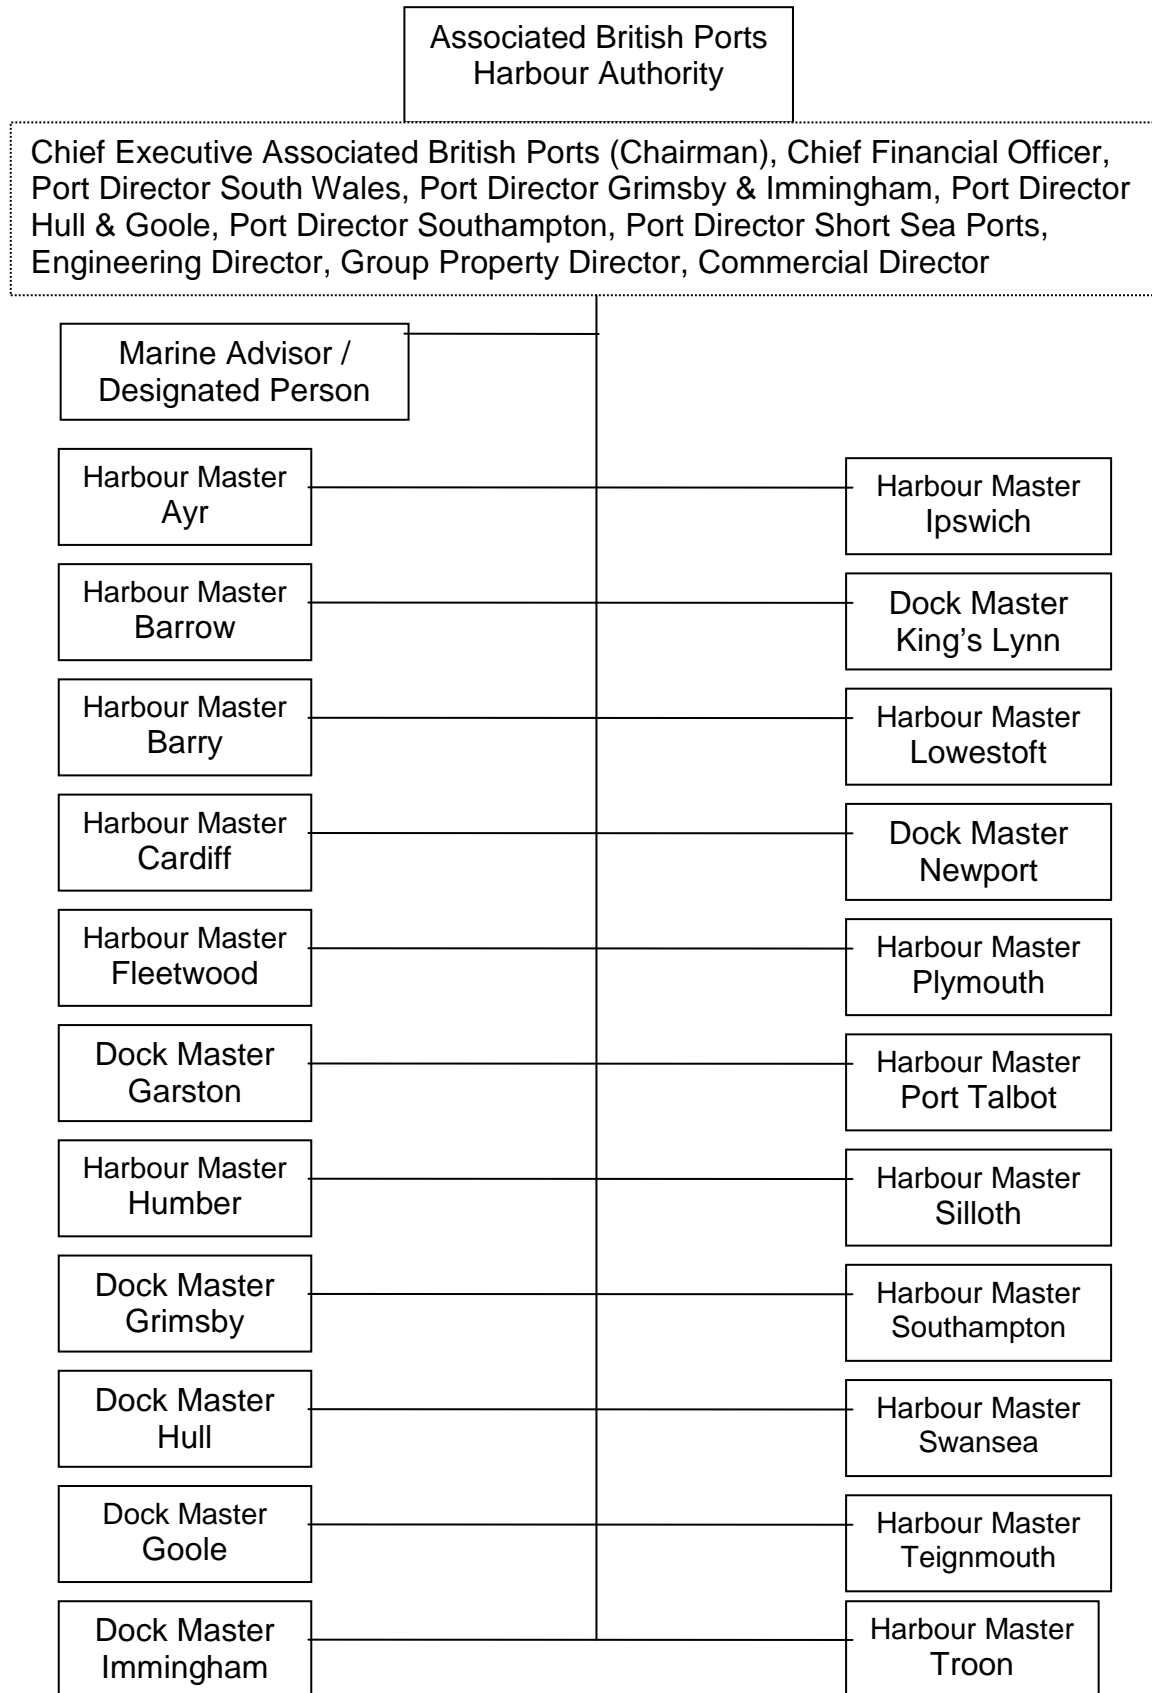 Associated British Ports
Harbour Authority
Chief Executive Associated British Ports (Chairman), Chief Financial Officer,
Port Director South Wales, Port Director Grimsby & Immingham, Port Director
Hull & Goole, Port Director Southampton, Port Director Short Sea Ports,
Engineering Director, Group Property Director, Commercial Director
Marine Advisor /
Designated Person
Harbour Master
Ayr
Harbour Master
Ipswich
Harbour Master
Barrow
Dock Master
King’s Lynn
Harbour Master
Barry
Harbour Master
Lowestoft
Harbour Master
Cardiff
Dock Master
Newport
Harbour Master
Fleetwood
Harbour Master
Plymouth
Dock Master
Garston
Harbour Master
Port Talbot
Harbour Master
Humber
Harbour Master
Silloth
Dock Master
Grimsby
Harbour Master
Southampton
Dock Master
Hull
Harbour Master
Swansea
Dock Master
Goole
Harbour Master
Teignmouth
Dock Master
Immingham
Harbour Master
Troon